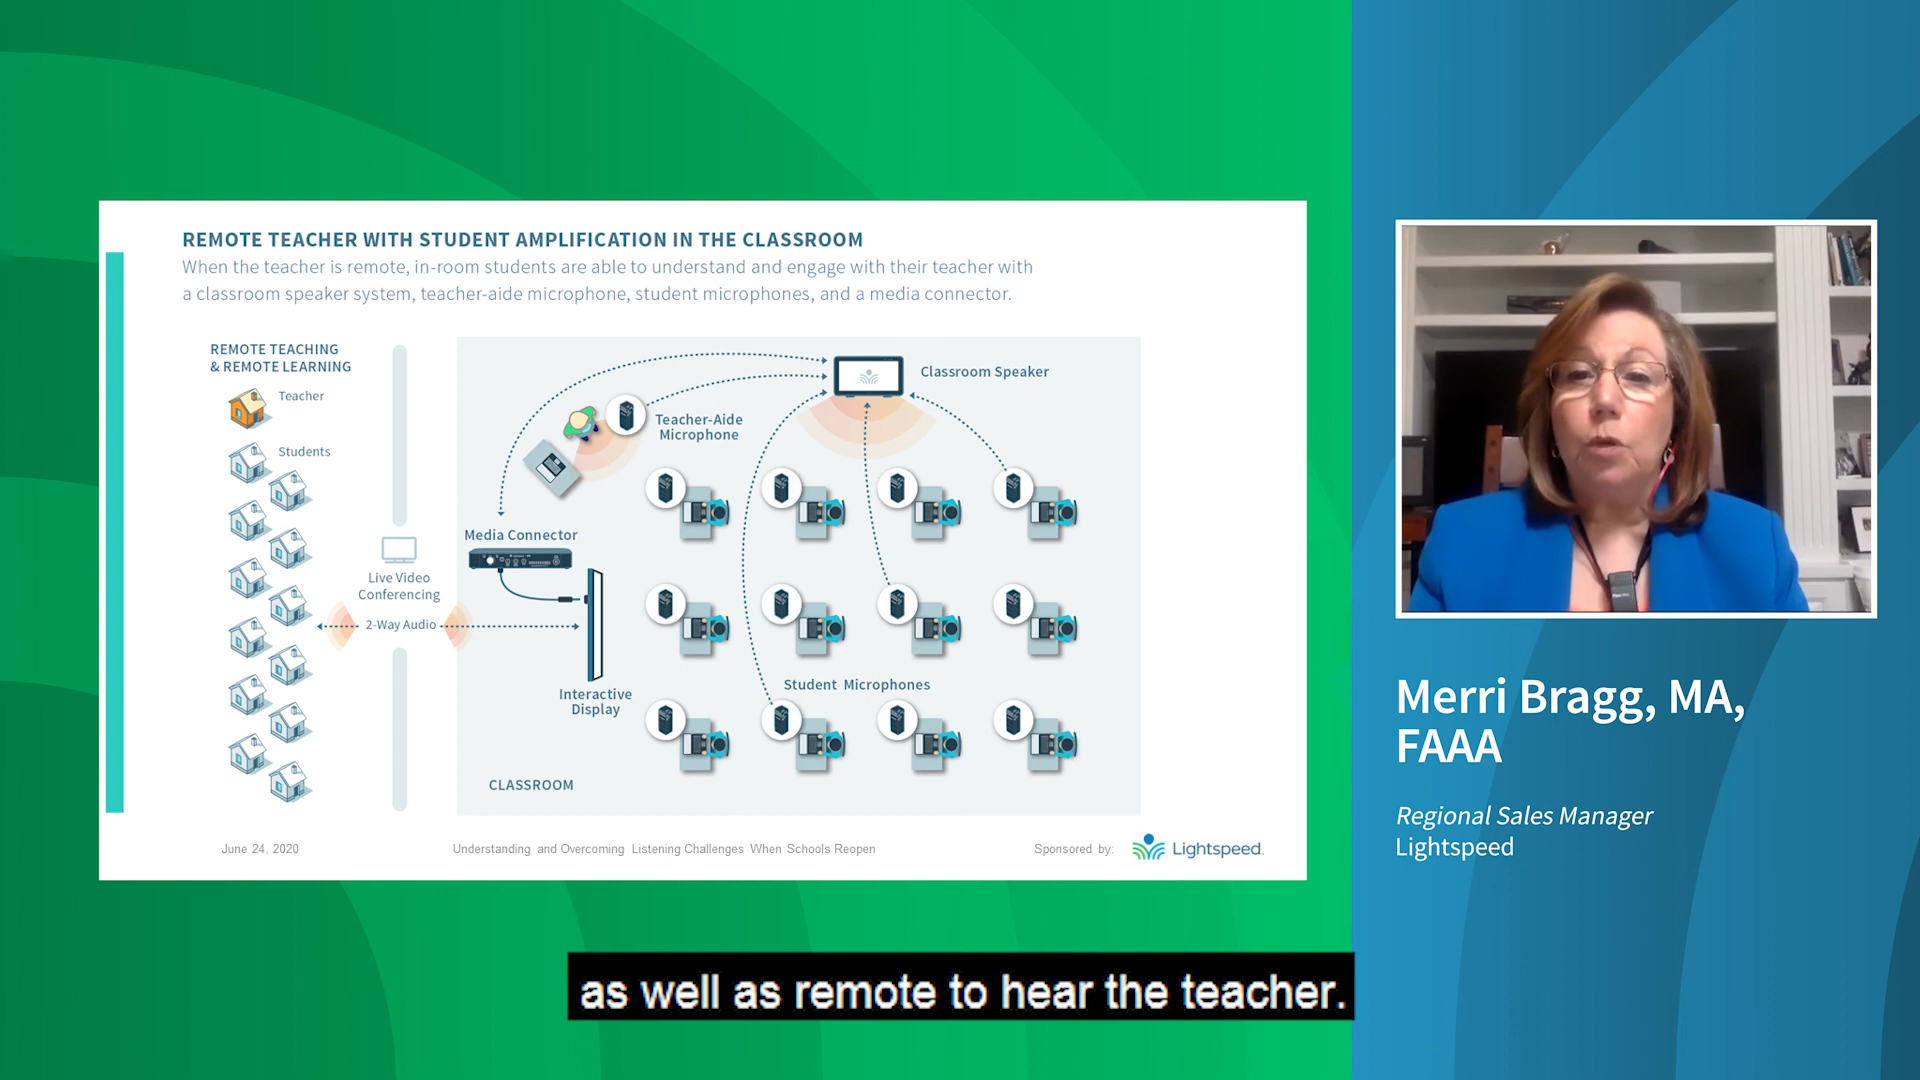 REMOTE TEACHER WITH STUDENT AMPLIFICATION IN THE CLASSROOM
When the teacher is remote, in-room students are able to understand and engage with their teacher with
a classroom speaker system, teacher-aide microphone, student microphones, and a media connector.
REMOTE TEACHING
& REMOTE LEARNING
Teacher
Students
Live Video
Conferencing
2-Way Audio
Classroom Speaker
Teacher-Aide
Microphone
Media Connector
Interactive
Display
Student Microphones
CLASSROOM
June 24, 2020
Understanding and Overcoming Listening Challenges When Schools Reopen
Sponsored by:
Lightspeed
Merri Bragg, MA,
FAAA
Regional Sales Manager
Lightspeed
as well as remote to hear the teacher.